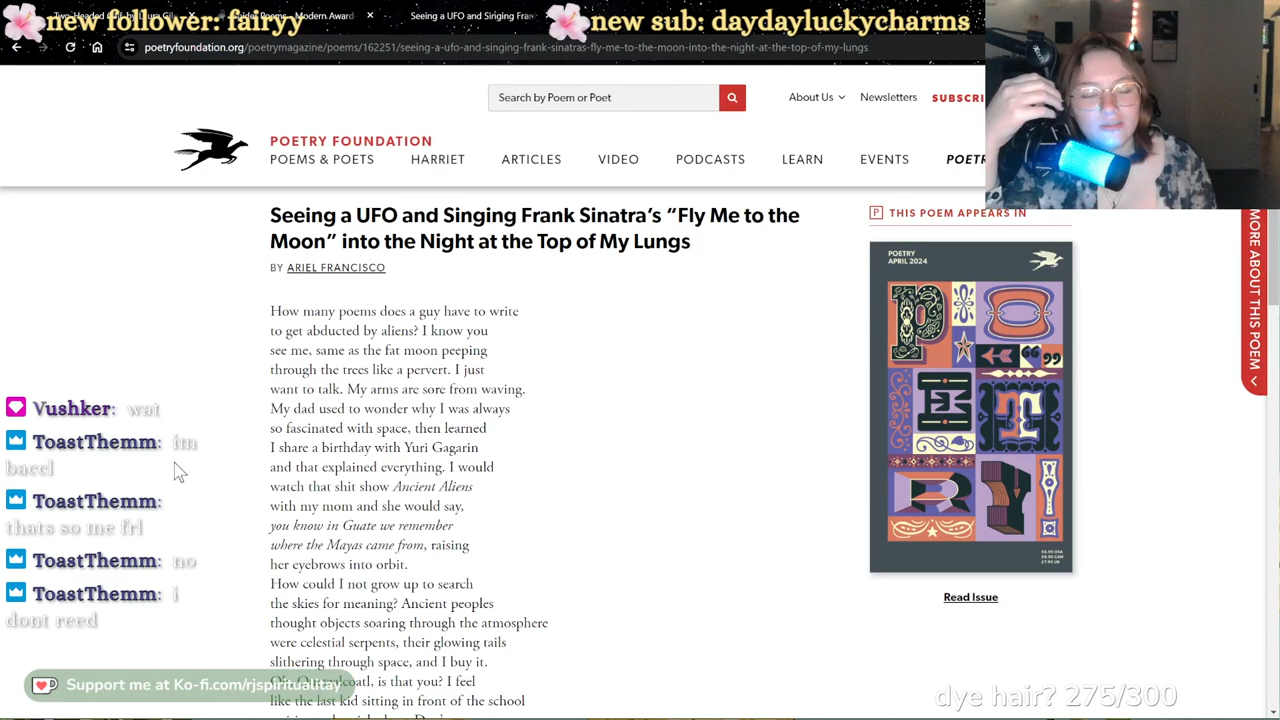 new follower: fairyy
new sub: daydayluckycharms
Poems - Modern Award
Seeing a UFO and Singing Fra
poetryfoundation.org/poetrymagazine/poems/162251/seeing-a-ufo-and-singing-frank-sinatras-fly-me-to-the-moon-into-the-night-at-the-top-of-my-lungs
Search by Poem or Poet
About Us
Newsletters
SUBSCRI
POETRY FOUNDATION
POEMS & POETS
HARRIET
ARTICLES
VIDEO
PODCASTS
LEARN
EVENTS
POETR
Seeing a UFO and Singing Frank Sinatra’s “Fly Me to the
Moon” into the Night at the Top of My Lungs
BY ARIEL FRANCISCO
How many poems does a guy have to write
to get abducted by aliens? I know you
see me, same as the fat moon peeping
through the trees like a pervert. I just
want to talk. My arms are sore from waving.
My dad used to wonder why I was always
so fascinated with space, then learned
I share a birthday with Yuri Gagarin
and that explained everything. I would
watch that shit show Ancient Aliens
with my mom and she would say,
you know in Guate we remember
where the Mayas came from, raising
her eyebrows into orbit.
How could I not grow up to search
the skies for meaning? Ancient peoples
thought objects soaring through the atmosphere
were celestial serpents, their glowing tails
slithering through space, and I buy it.
is that you? I feel
like the last kid sitting in front of the school
P THIS POEM APPEARS IN
POETRY
APRIL 2024
POETRY
Read Issue
MORE ABOUT THIS POEM
Vushker: wat
ToastThemm: im
baccl
ToastThemm:
thats so me frl
ToastThemm: no
ToastThemm: i
dont reed
Support me at Ko-fi.com/rjspiritualitay
dye hair? 275/300